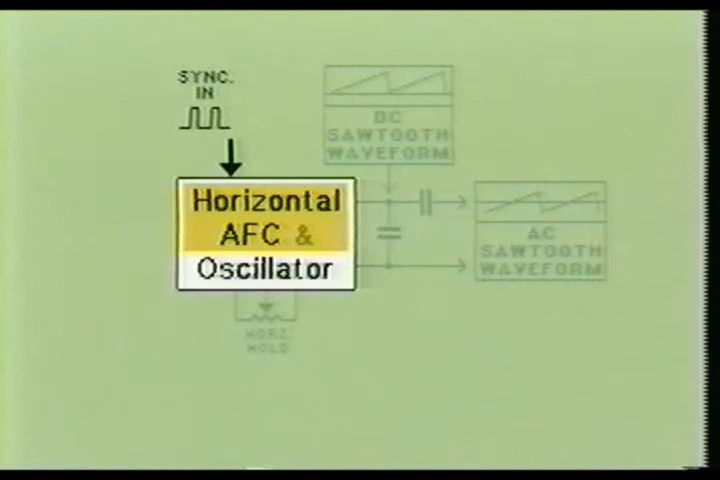 SYNC.
IN
DC
SAWTOOTH
WAVEFORM
Horizontal
AFC &
Oscillator
AC
SAWTOOTH
WAVEFORM
HORZ.
HOLD